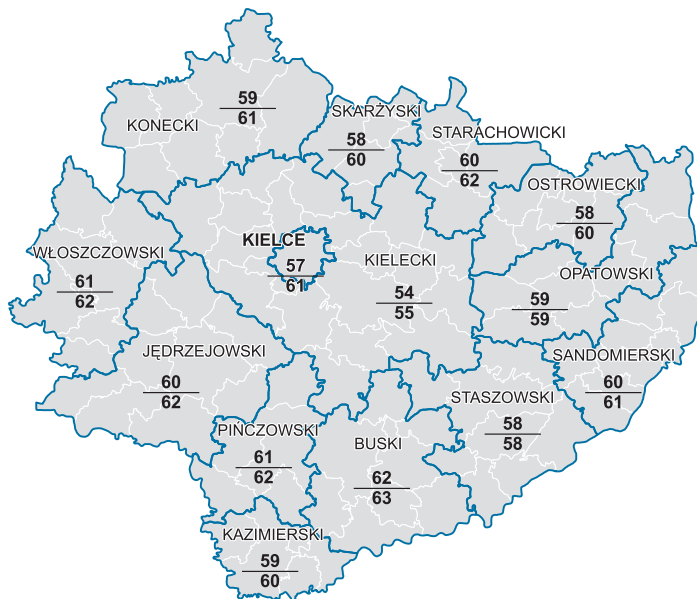 59
61
KONECKI
SKARŻYSKI
58
60
STARACHOWICKI
60
62
OSTROWIECKI
58
60
WŁOSZCZOWSKI
61
62
KIELCE
57
61
KIELECKI
54
55
OPATOWSKI
59
59
JĘDRZEJOWSKI
60
62
SANDOMIERSKI
60
61
STASZOWSKI
58
58
PIŃCZOWSKI
61
62
BUSKI
62
63
KAZIMIERSKI
59
60